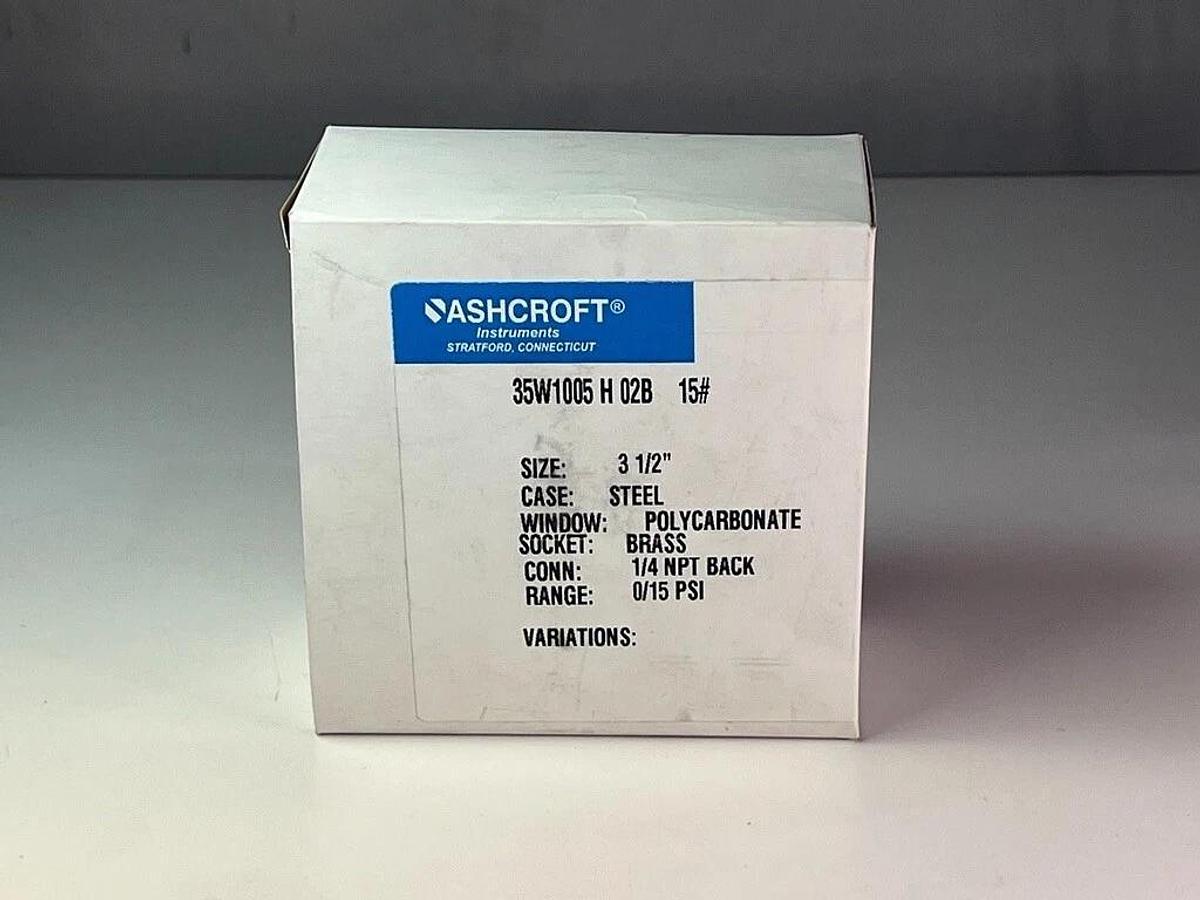 ASHCROFT®
Instruments
STRATFORD, CONNECTICUT
35W1005 H 02B 15#
SIZE: 3 1/2"
CASE: STEEL
WINDOW: POLYCARBONATE
SOCKET: BRASS
CONN: 1/4 NPT BACK
RANGE: 0/15 PSI
VARIATIONS: